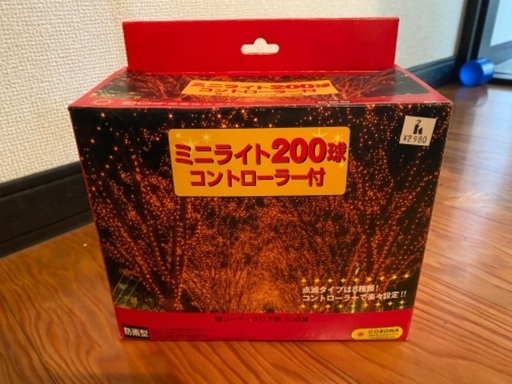 ミニライト200球
¥2,980
ミニライト200球
コントローラー付
点滅タイプは8種類!
コントローラーで楽々設定!!
防雨型
CORONA